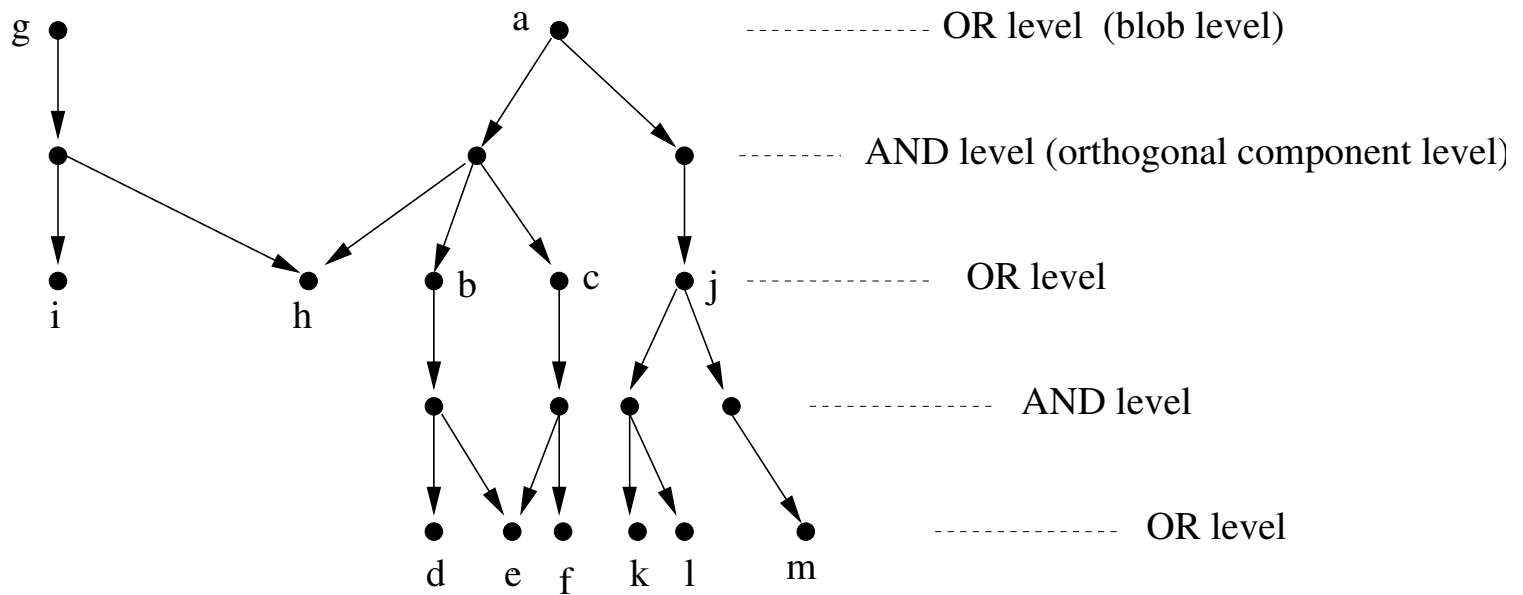 g a OR level (blob level)
AND level (orthogonal component level)
b c j OR level
i h
AND level
OR level
d e f k l m